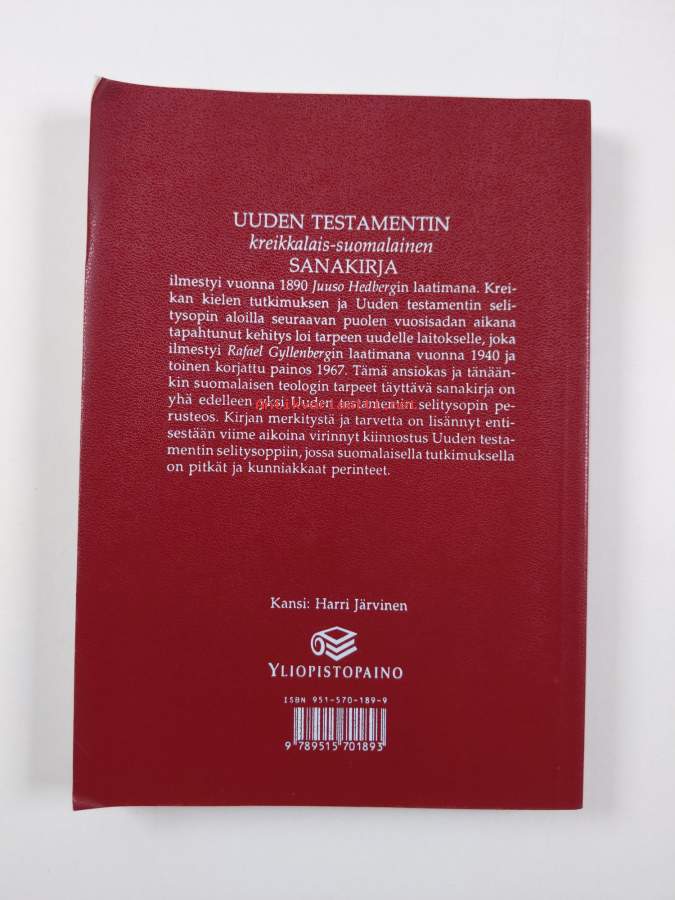 UUDEN TESTAMENTIN
kreikkalais-suomalainen
SANAKIRJA
ilmestyi vuonna 1890 Juuso Hedbergin laatimana. Krei-
kan kielen tutkimuksen ja Uuden testamentin seli-
tysopin aloilla seuraavan puolen vuosisadan aikana
tapahtunut kehitys loi tarpeen uudelle laitokselle, joka
ilmestyi Rafael Gyllenbergin laatimana vuonna 1940 ja
toinen korjattu painos 1967. Tämä ansiokas ja tänään-
kin suomalaisen teologin tarpeet täyttävä sanakirja on
yhä edelleen yksi Uuden testamentin selitysopin pe-
rusteos. Kirjan merkitystä ja tarvetta on lisännyt enti-
sestään viime aikoina virinnyt kiinnostus Uuden testa-
mentin selitysoppiin, jossa suomalaisella tutkimuksella
on pitkät ja kunniakkaat perinteet.
Kansi: Harri Järvinen
YLIOPISTOPAINO
ISBN 951-570-189-9
9 789515 701893